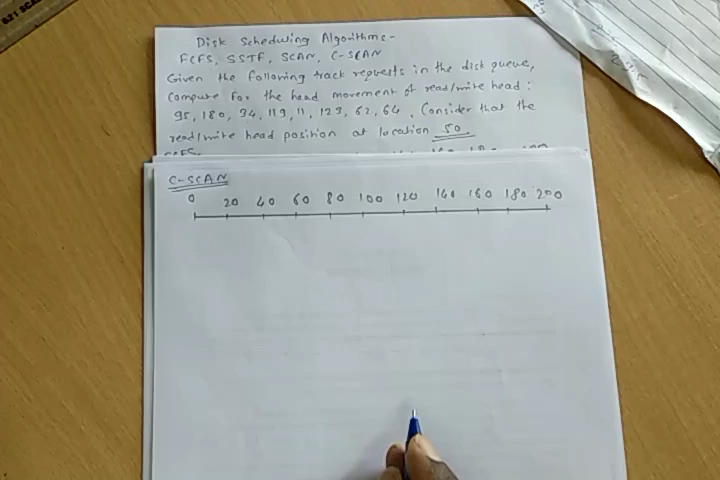 Disk Scheduling Algorithms-
FCFS, SSTF, SCAN, C-SCAN
Given the following track requests in the disk queue,
compute for the head movement of read/write head :
95, 180, 34, 119, 11, 123, 62, 64. Consider that the
read/write head position at location 50
C-SCAN
0 20 40 60 80 100 120 140 160 180 200